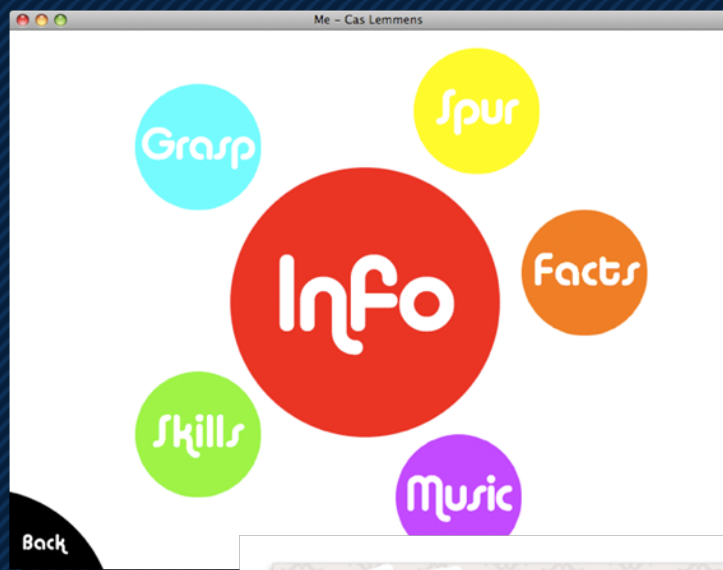 Me - Cas Lemmens
Spur
Grasp
Facts
Info
Skills
Music
Back